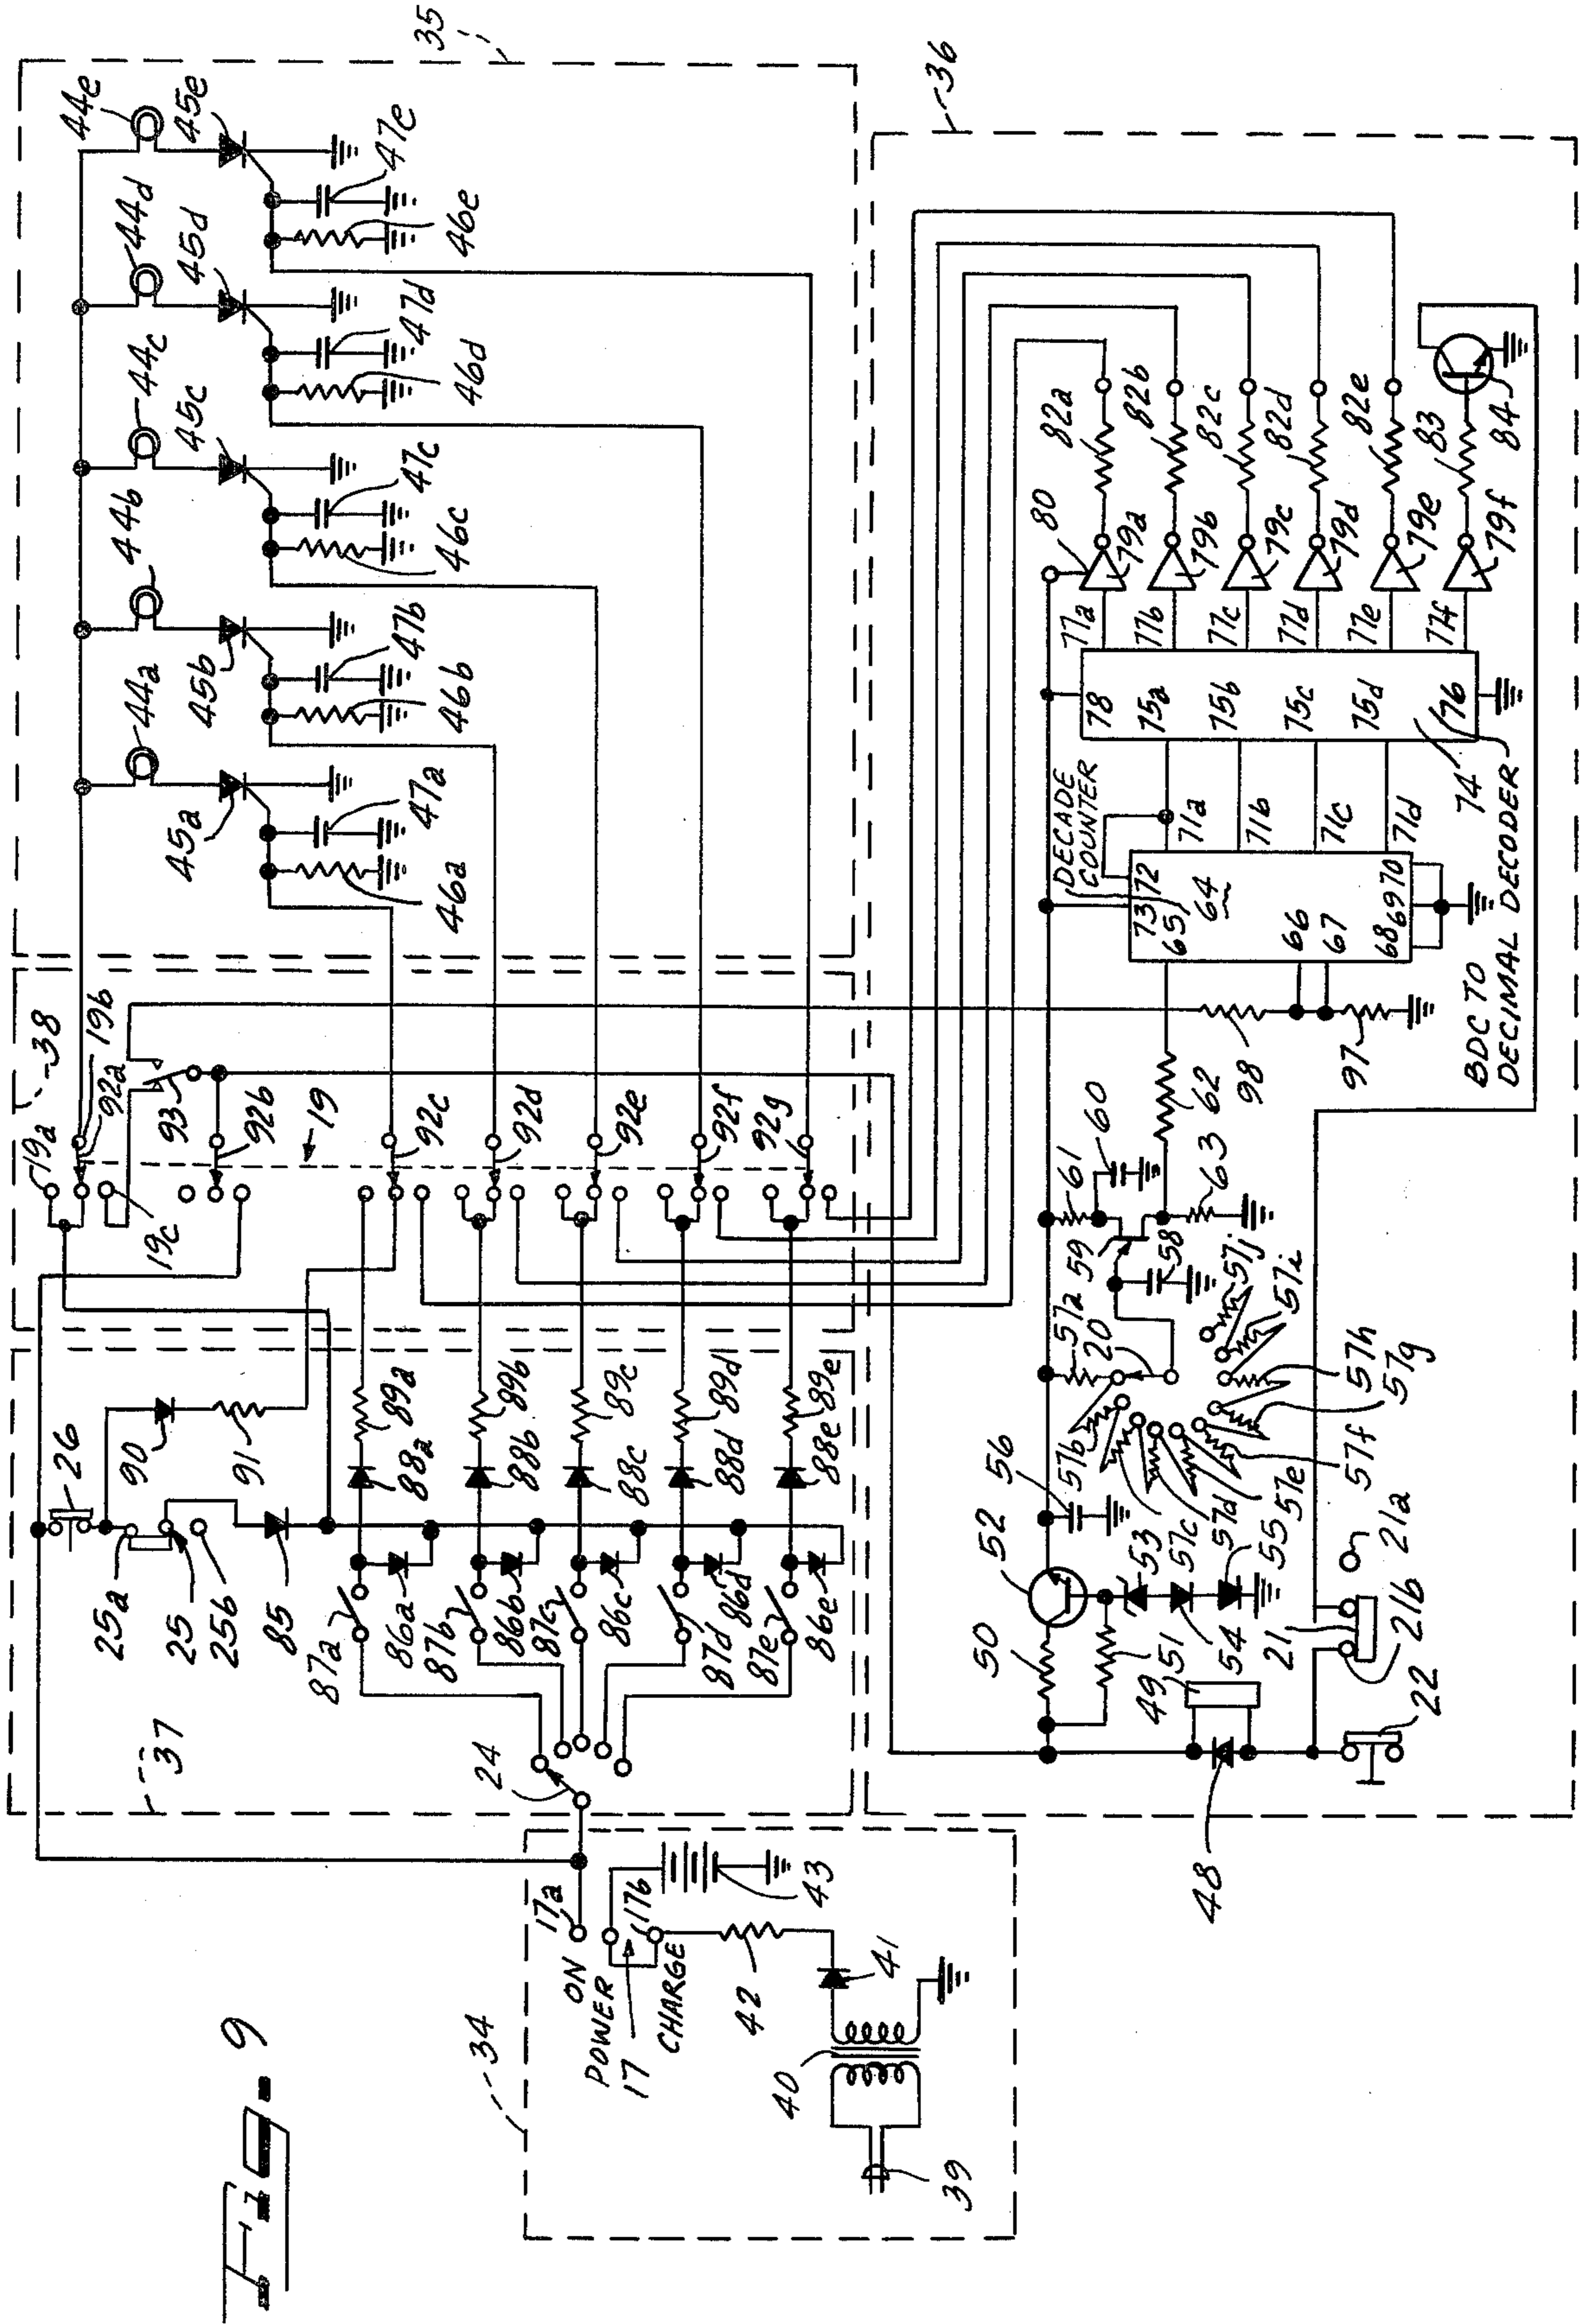 Fig-9
34
39
40
41
42
43
ON
POWER
17
CHARGE
17a
17b
24
37
25a
25
25b
26
90
91
85
87a
86a
87b
86b
87c
86c
87d
86d
87e
86e
88a
88b
88c
88d
88e
89a
89b
89c
89d
89e
38
19a
19b
19c
92a
93
92b
19
92c
92d
92e
92f
92g
35
44a
44b
44c
44d
44e
45a
45b
45c
45d
45e
46a
46b
46c
46d
46e
47a
47b
47c
47d
47e
36
48
49
50
51
52
53
54
55
56
21
21a
21b
22
57a
57b
57c
57d
57e
57f
57g
57h
57i
57j
20
58
59
60
61
62
63
98
97
DECADE
COUNTER
73
72
65
64
66
67
68
69
70
71a
71b
71c
71d
BDC TO
DECIMAL DECODER
74
76
78
75a
75b
75c
75d
77a
77b
77c
77d
77e
77f
80
79a
79b
79c
79d
79e
79f
82a
82b
82c
82d
82e
83
84